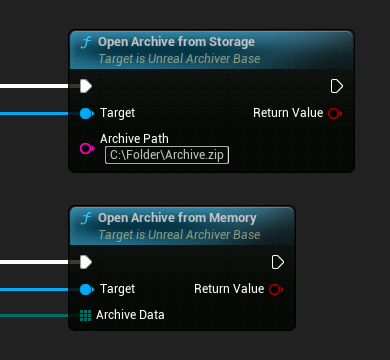 Open Archive from Storage
Target is Unreal Archiver Base
Target
Return Value
Archive Path
C:\Folder\Archive.zip
Open Archive from Memory
Target is Unreal Archiver Base
Target
Return Value
Archive Data